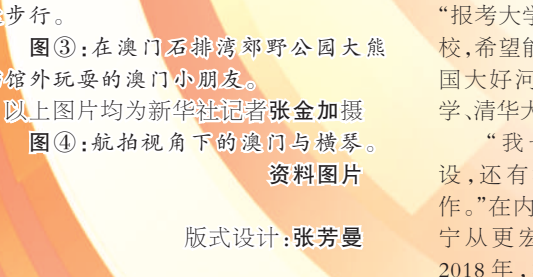 步行。
图③:在澳门石排湾郊野公园大熊
馆外玩耍的澳门小朋友。
以上图片均为新华社记者张金加摄
图④:航拍视角下的澳门与横琴。
资料图片
版式设计:张芳曼
“报考大学
校,希望能
国大好河
学、清华大
“我一
设,还有
作。”在内
宁从更宏
2018年,